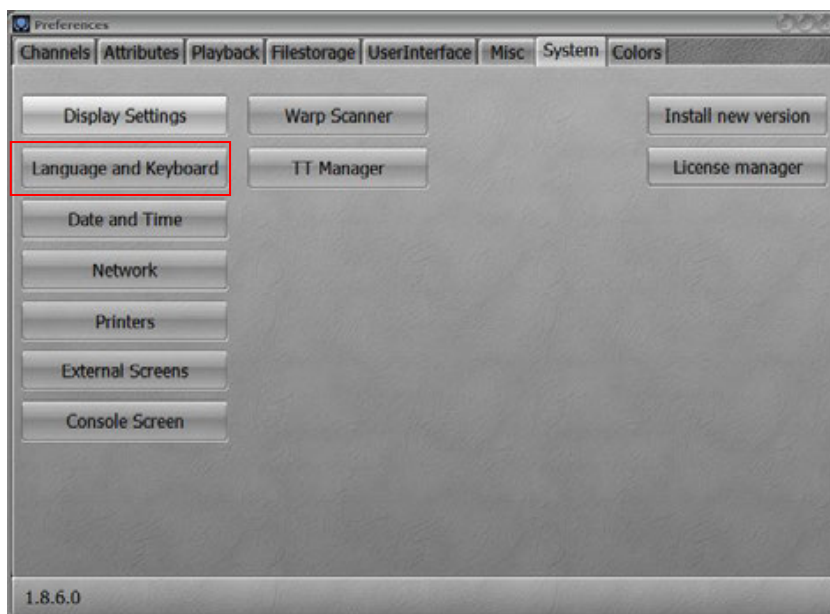 Preferences
Channels Attributes Playback Filestorage UserInterface Misc System Colors
Display Settings Warp Scanner Install new version
Language and Keyboard TT Manager License manager
Date and Time
Network
Printers
External Screens
Console Screen
1.8.6.0